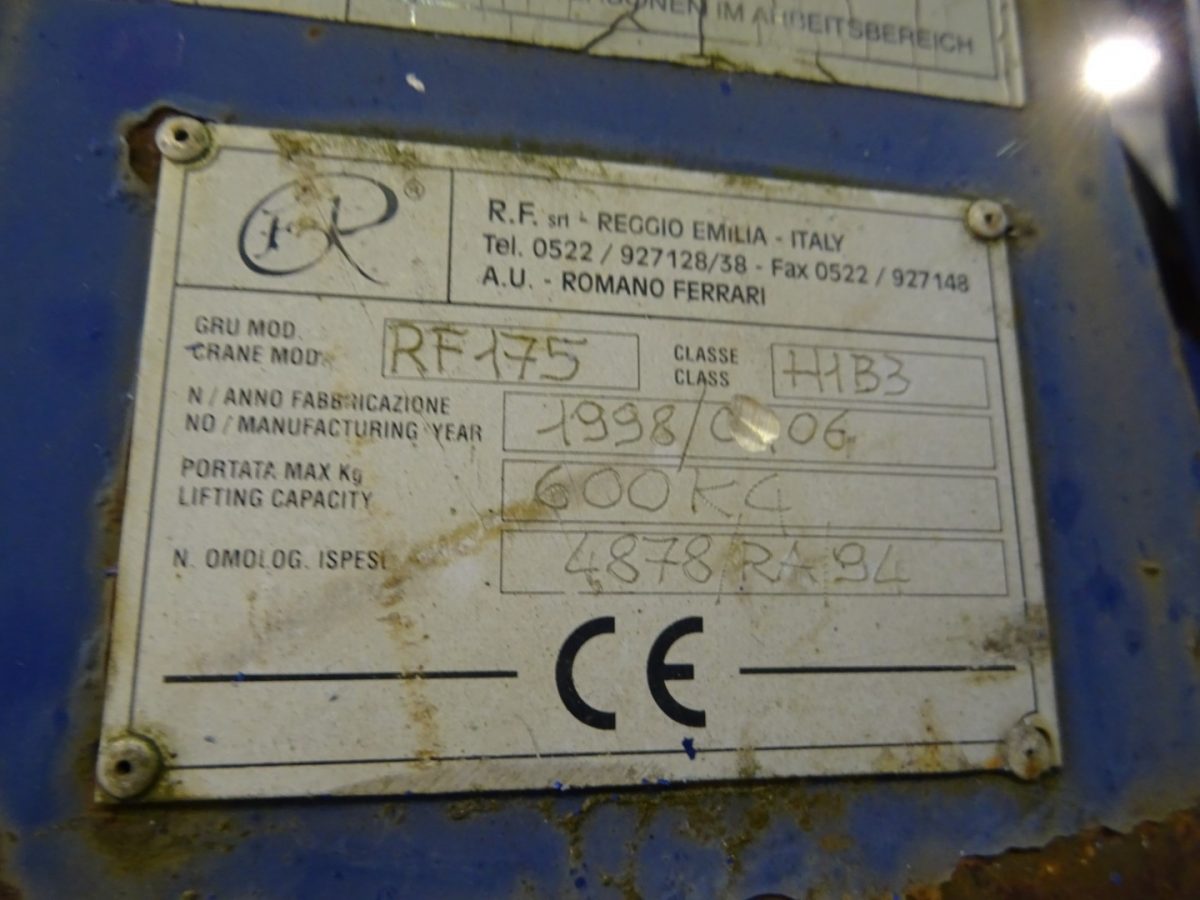 IM ARBEITSBEREICH
R ®
R.F. srl - REGGIO EMILIA - ITALY
Tel. 0522 / 927128/38 - Fax 0522 / 927148
A.U. - ROMANO FERRARI
GRU MOD.
CRANE MOD. RF175
CLASSE
CLASS H1B3
N / ANNO FABBRICAZIONE
NO / MANUFACTURING YEAR 1998/ 06
PORTATA MAX Kg
LIFTING CAPACITY 600KG
N. OMOLOG. ISPESL 4878/RA94
CE